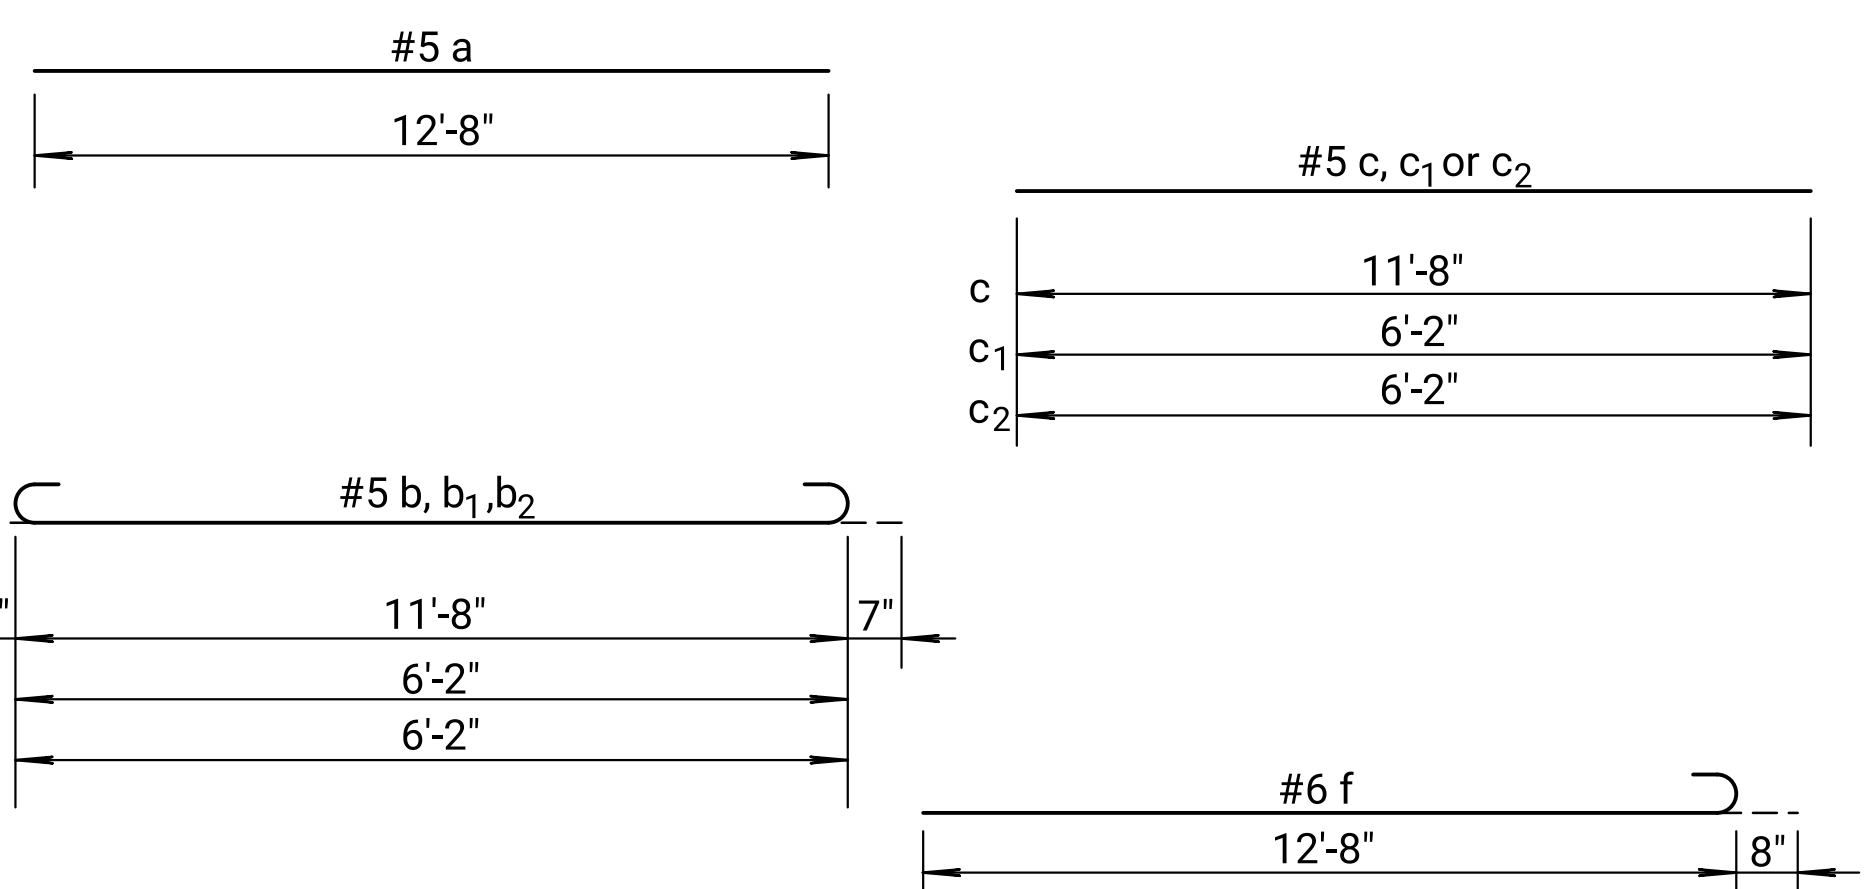 #5 a
12'-8"
#5 c, c₁ or c₂
11'-8"
c
6'-2"
c₁
6'-2"
c₂
#5 b, b₁,b₂
" 11'-8" 7"
6'-2"
6'-2"
#6 f
12'-8" 8"